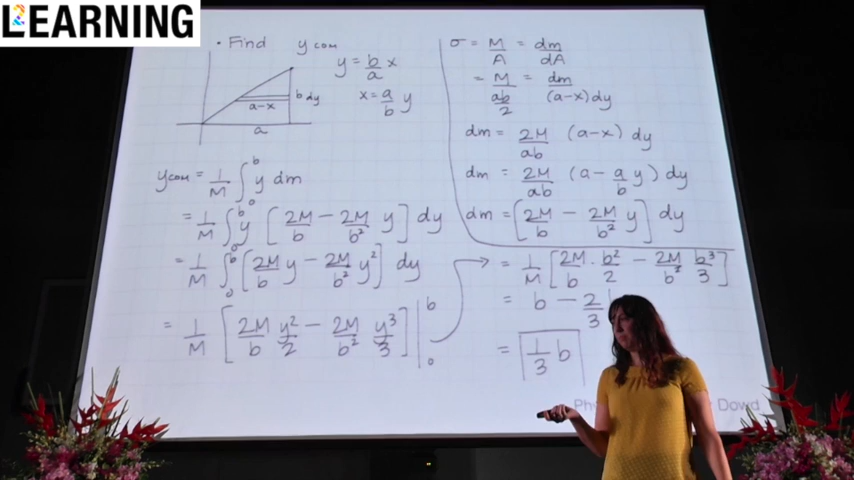 LEARNING
• Find y com
y = b/a x
x = a/b y
b dy
a-x
a
y com = 1/M ∫₀ᵇ y dm
= 1/M ∫₀ᵇ y [2M/b - 2M/b² y] dy
= 1/M ∫₀ᵇ [2M/b y - 2M/b² y²] dy
= 1/M [2M/b y²/2 - 2M/b² y³/3] |₀ᵇ
σ = M/A = dm/dA
= M/(ab/2) = dm/(a-x)dy
dm = 2M/ab (a-x) dy
dm = 2M/ab (a - a/b y) dy
dm = [2M/b - 2M/b² y] dy
= 1/M [2M/b · b²/2 - 2M/b² b³/3]
= b - 2/3
= 1/3 b
Dowd